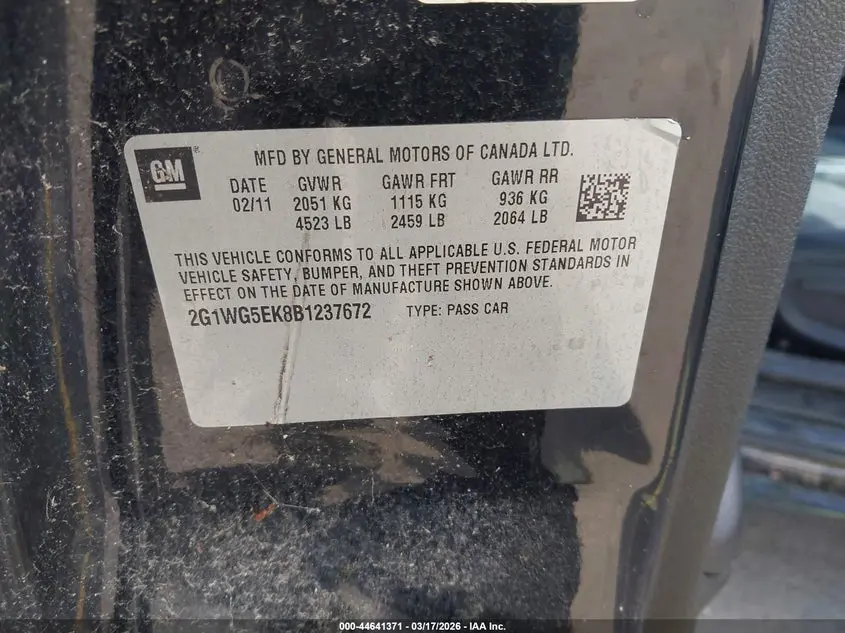 GM®
MFD BY GENERAL MOTORS OF CANADA LTD.
DATE GVWR GAWR FRT GAWR RR
02/11 2051 KG 1115 KG 936 KG
4523 LB 2459 LB 2064 LB
THIS VEHICLE CONFORMS TO ALL APPLICABLE U.S. FEDERAL MOTOR
VEHICLE SAFETY, BUMPER, AND THEFT PREVENTION STANDARDS IN
EFFECT ON THE DATE OF MANUFACTURE SHOWN ABOVE.
2G1WG5EK8B1237672 TYPE: PASS CAR
000-44641371 | 03/17/2026 | IAA Inc.